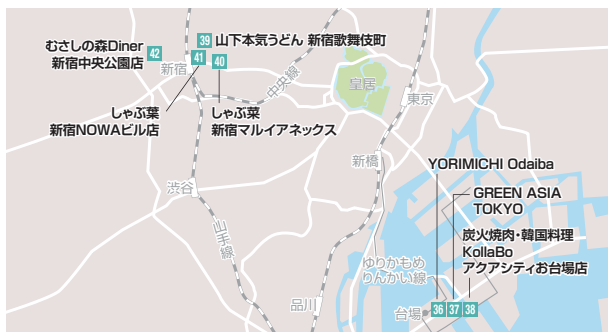 39 山下本気うどん 新宿歌舞伎町
むさしの森Diner
新宿中央公園店
42
新宿
41
40
しゃぶ葉
新宿NOWAビル店
しゃぶ菜
新宿マルイアネックス
中央線
皇居
東京
新橋
渋谷
山手線
品川
YORIMICHI Odaiba
GREEN ASIA
TOKYO
炭火焼肉・韓国料理
KollaBo
アクアシティお台場店
ゆりかもめ
りんかい線
台場
36 37 38